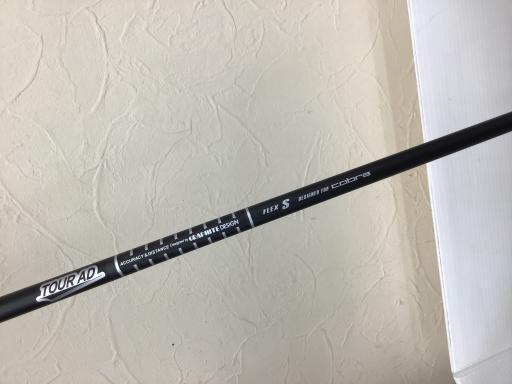 TOUR AD
ACCURACY & DISTANCE Designed by GRAPHITE DESIGN
FLEX S DESIGNED FOR cobra